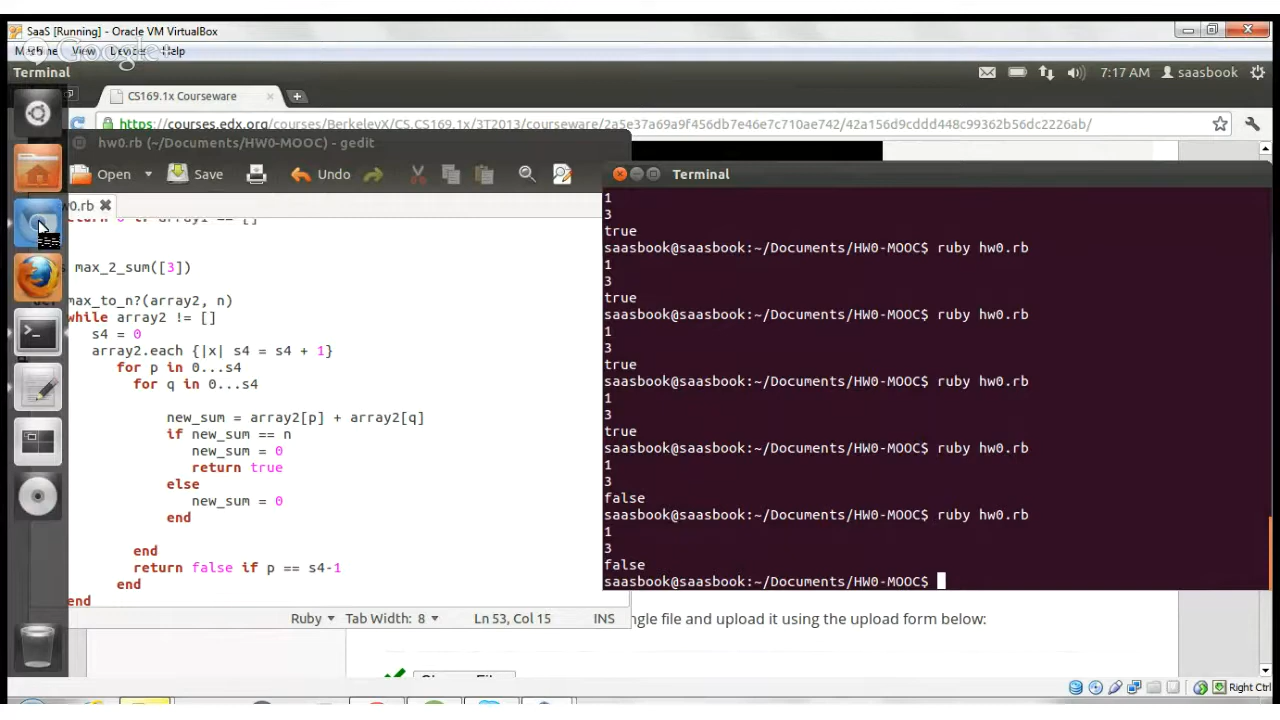 SaaS [Running] - Oracle VM VirtualBox
Machine View Devices Help
Google
Terminal
7:17 AM saasbook
CS169.1x Courseware
https://courses.edx.org/courses/BerkeleyX/CS.CS169.1x/3T2013/courseware/2a5e37a69a9f456db7e46e7c710ae742/42a156d9cddd448c99362b56dc2226ab/
hw0.rb (~/Documents/HW0-MOOC) - gedit
Open Save Undo
w0.rb
max_2_sum([3])
max_to_n?(array2, n)
while array2 != []
s4 = 0
array2.each {|x| s4 = s4 + 1}
for p in 0...s4
for q in 0...s4
new_sum = array2[p] + array2[q]
if new_sum == n
new_sum = 0
return true
else
new_sum = 0
end
end
return false if p == s4-1
end
end
Ruby Tab Width: 8 Ln 53, Col 15 INS
Terminal
1
3
true
saasbook@saasbook:~/Documents/HW0-MOOC$ ruby hw0.rb
1
3
true
saasbook@saasbook:~/Documents/HW0-MOOC$ ruby hw0.rb
1
3
true
saasbook@saasbook:~/Documents/HW0-MOOC$ ruby hw0.rb
1
3
true
saasbook@saasbook:~/Documents/HW0-MOOC$ ruby hw0.rb
1
3
false
saasbook@saasbook:~/Documents/HW0-MOOC$ ruby hw0.rb
1
3
false
saasbook@saasbook:~/Documents/HW0-MOOC$
ngle file and upload it using the upload form below:
Right Ctrl